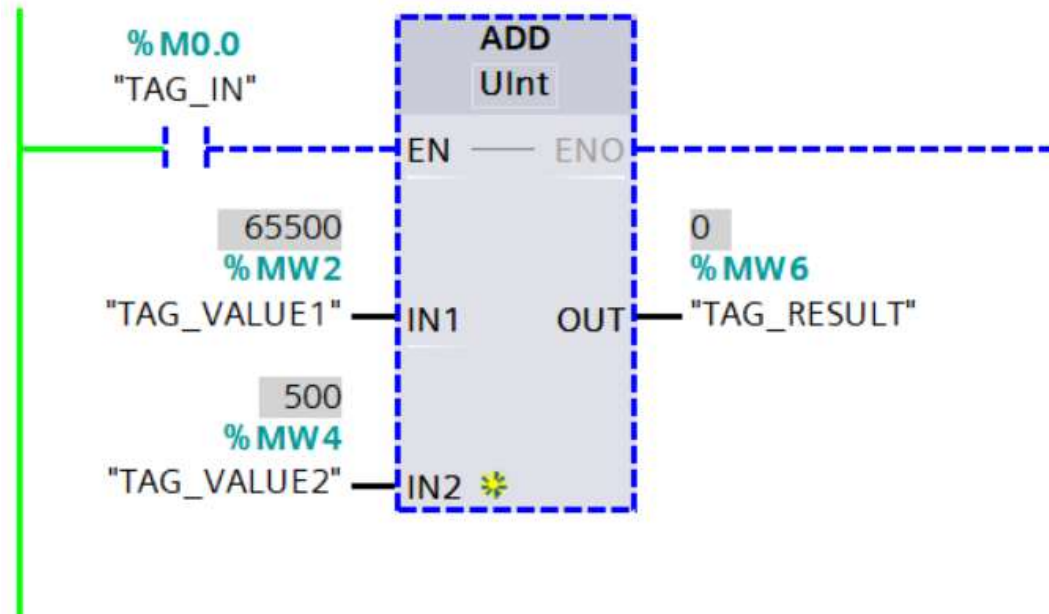 %M0.0
"TAG_IN"
ADD
UInt
EN
ENO
65500
%MW2
"TAG_VALUE1"
IN1
OUT
0
%MW6
"TAG_RESULT"
500
%MW4
"TAG_VALUE2"
IN2